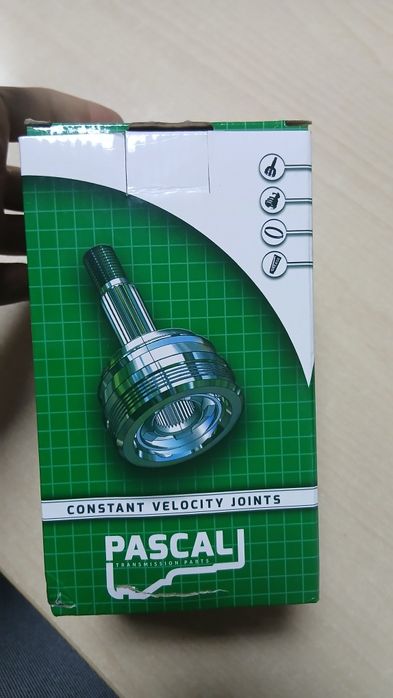 CONSTANT VELOCITY JOINTS
PASCAL
TRANSMISSION PARTS